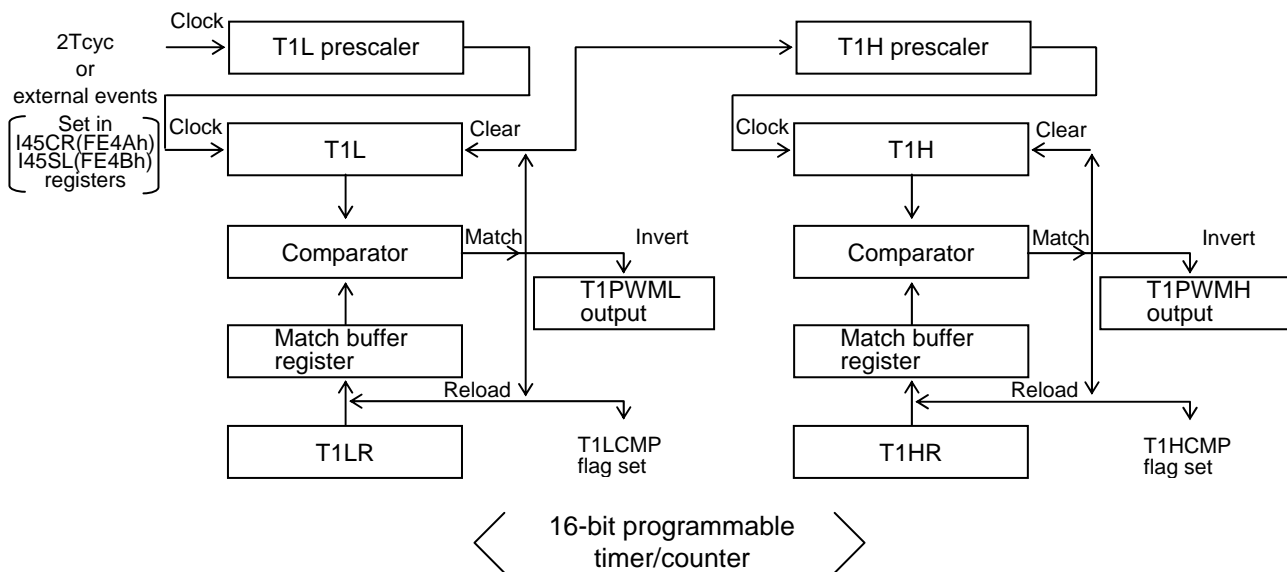 Clock
2Tcyc
or
external events
Set in
I45CR(FE4Ah)
I45SL(FE4Bh)
registers
T1L prescaler
Clock
T1L
Clear
Comparator
Match
Invert
T1PWML
output
Match buffer
register
Reload
T1LR
T1LCMP
flag set
T1H prescaler
Clock
T1H
Clear
Comparator
Match
Invert
T1PWMH
output
Match buffer
register
Reload
T1HR
T1HCMP
flag set
16-bit programmable
timer/counter